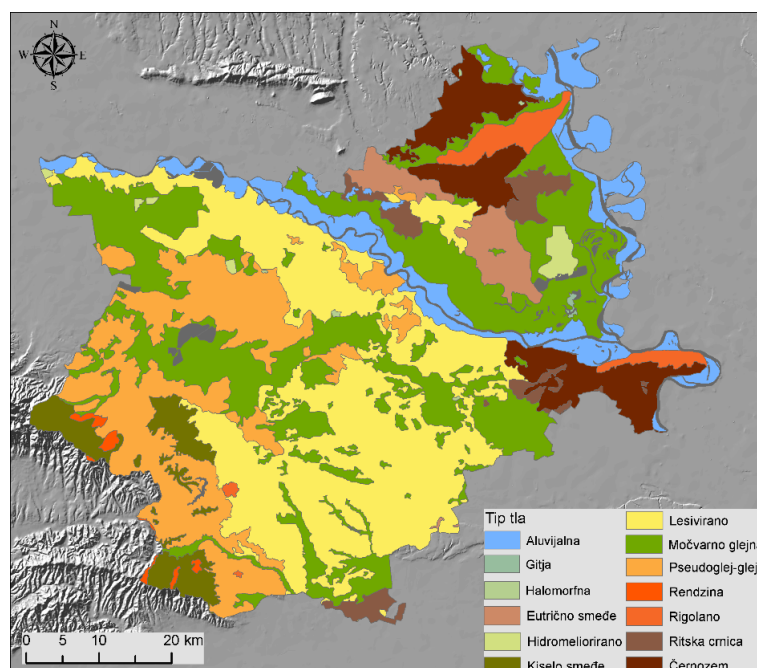 N
W E
S
Tip tla
Aluvijalna
Gitja
Halomorfna
Eutrično smeđe
Hidromeliorirano
Kiselo smeđe
Lesivirano
Močvarno glejna
Pseudoglej-glej
Rendzina
Rigolano
Ritska crnica
Černozem
0 5 10 20 km